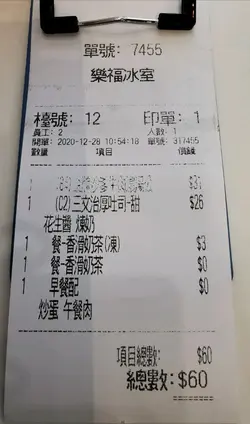 單號: 7455
樂福冰室
檯號: 12 印單: 1
員工: 2 人數: 1
開單: 2020-12-28 10:54:18 單號: 317455
數量 項目 價錢
$31
1 (C2)三文治厚吐司-甜 $26
花生醬 煉奶
1 餐-香滑奶茶(凍) $3
1 餐-香滑奶茶 $0
1 早餐配 $0
炒蛋 午餐肉
項目總數: $60
總數: $60